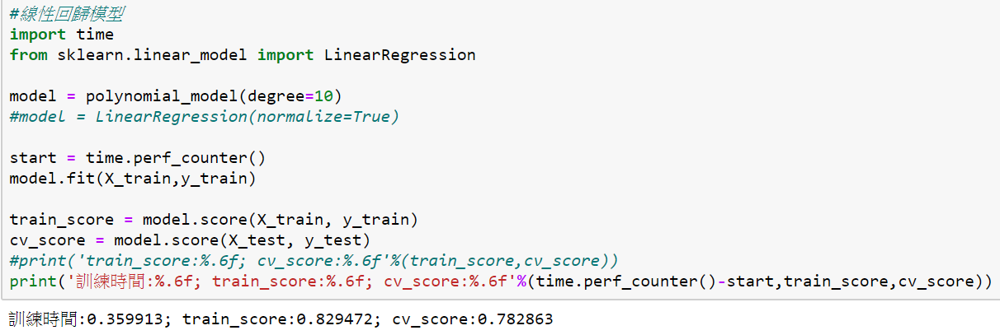 #線性回歸模型
import time
from sklearn.linear_model import LinearRegression
model = polynomial_model(degree=10)
#model = LinearRegression(normalize=True)
start = time.perf_counter()
model.fit(X_train,y_train)
train_score = model.score(X_train, y_train)
cv_score = model.score(X_test, y_test)
#print('train_score:%.6f; cv_score:%.6f'%(train_score,cv_score))
print('訓練時間:%.6f; train_score:%.6f; cv_score:%.6f'%(time.perf_counter()-start,train_score,cv_score))
訓練時間:0.359913; train_score:0.829472; cv_score:0.782863